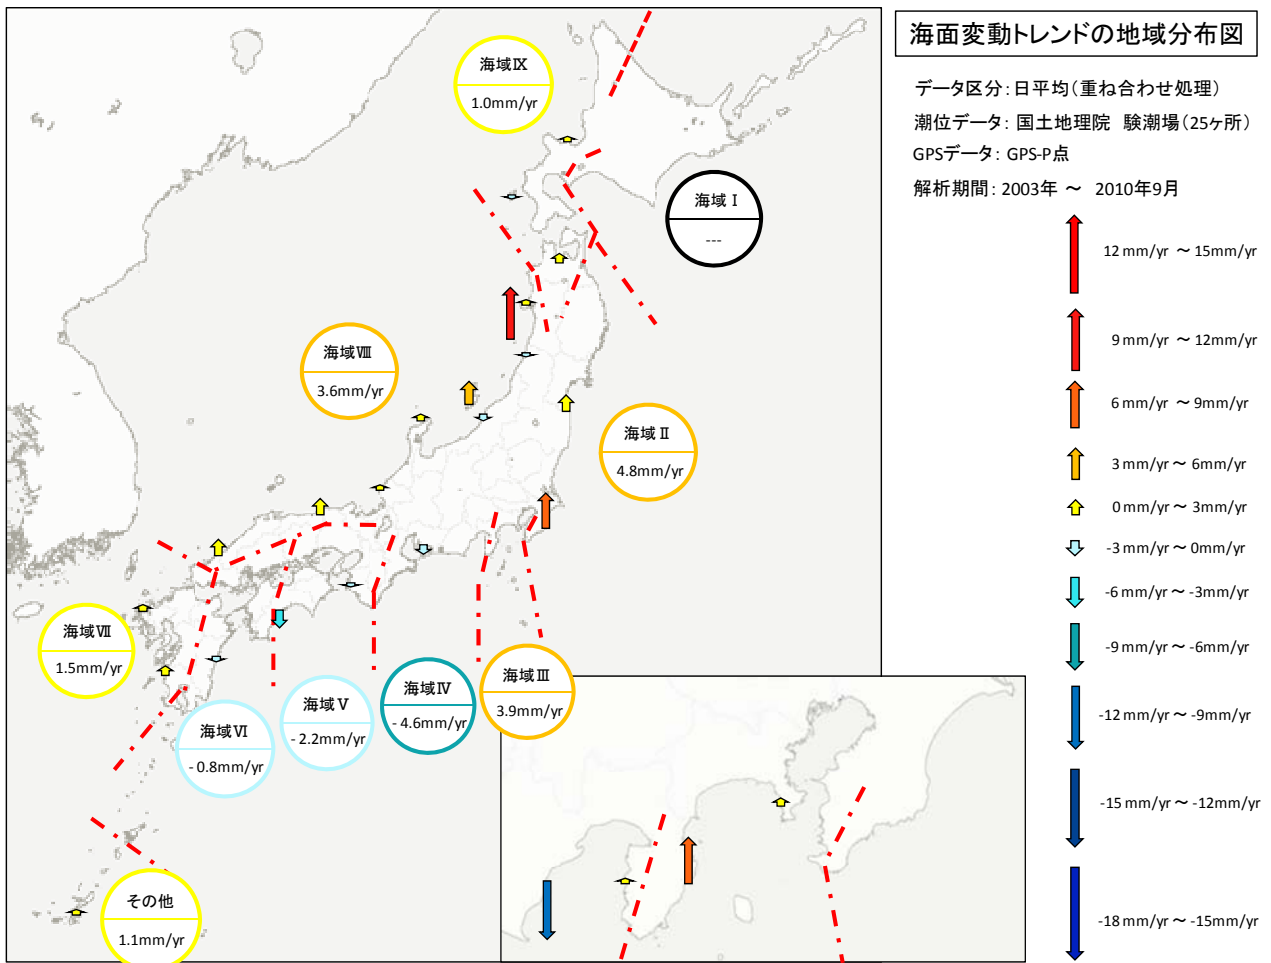 海面変動トレンドの地域分布図
データ区分：日平均（重ね合わせ処理）
潮位データ：国土地理院　験潮場（25ヶ所）
GPSデータ：GPS-P点
解析期間：2003年 ～ 2010年9月
12 mm/yr ～ 15mm/yr
9 mm/yr ～ 12mm/yr
6 mm/yr ～ 9mm/yr
3 mm/yr ～ 6mm/yr
0 mm/yr ～ 3mm/yr
-3 mm/yr ～ 0mm/yr
-6 mm/yr ～ -3mm/yr
-9 mm/yr ～ -6mm/yr
-12 mm/yr ～ -9mm/yr
-15 mm/yr ～ -12mm/yr
-18 mm/yr ～ -15mm/yr
海域Ⅸ
1.0mm/yr
海域Ⅰ
---
海域Ⅷ
3.6mm/yr
海域Ⅱ
4.8mm/yr
海域Ⅶ
1.5mm/yr
海域Ⅵ
- 0.8mm/yr
海域Ⅴ
- 2.2mm/yr
海域Ⅳ
- 4.6mm/yr
海域Ⅲ
3.9mm/yr
その他
1.1mm/yr